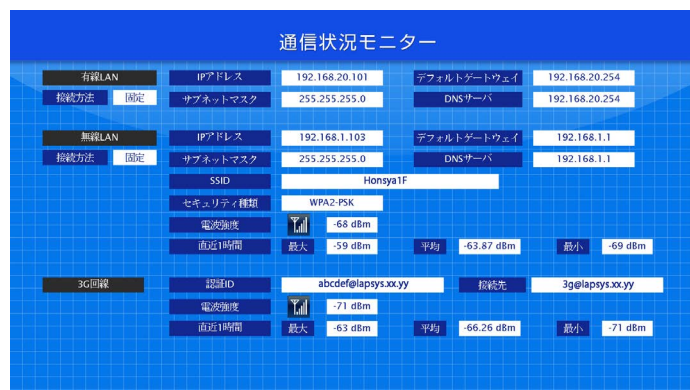 通信状況モニター
有線LAN IPアドレス 192.168.20.101 デフォルトゲートウェイ 192.168.20.254
接続方法 固定 サブネットマスク 255.255.255.0 DNSサーバ 192.168.20.254
無線LAN IPアドレス 192.168.1.103 デフォルトゲートウェイ 192.168.1.1
接続方法 固定 サブネットマスク 255.255.255.0 DNSサーバ 192.168.1.1
SSID Honsya1F
セキュリティ種類 WPA2-PSK
電波強度 -68 dBm
直近1時間 最大 -59 dBm 平均 -63.87 dBm 最小 -69 dBm
3G回線 認証ID abcdef@lapsys.xx.yy 接続先 3g@lapsys.xx.yy
電波強度 -71 dBm
直近1時間 最大 -63 dBm 平均 -66.26 dBm 最小 -71 dBm